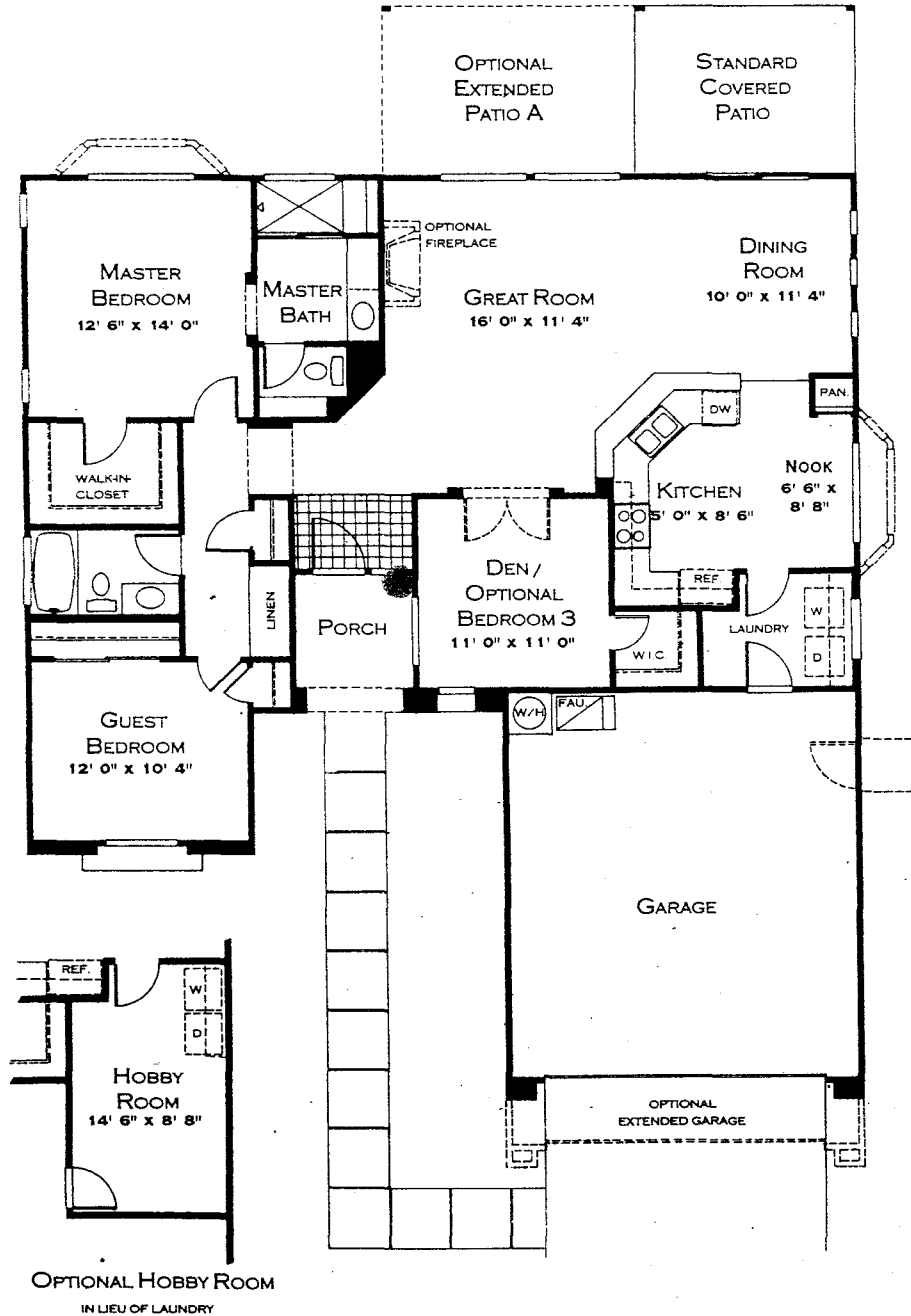 OPTIONAL
EXTENDED
PATIO A
STANDARD
COVERED
PATIO
MASTER
BEDROOM
12' 6" X 14' 0"
MASTER
BATH
OPTIONAL
FIREPLACE
GREAT ROOM
16' 0" X 11' 4"
DINING
ROOM
10' 0" X 11' 4"
PAN.
DW
WALK-IN-
CLOSET
KITCHEN
5' 0" X 8' 6"
NOOK
6' 6" X
8' 8"
REF.
LINEN
PORCH
DEN /
OPTIONAL
BEDROOM 3
11' 0" X 11' 0"
W.I.C.
LAUNDRY
W
D
GUEST
BEDROOM
12' 0" X 10' 4"
W/H
FAU.
GARAGE
OPTIONAL
EXTENDED GARAGE
REF.
W
D
HOBBY
ROOM
14' 6" X 8' 8"
OPTIONAL HOBBY ROOM
IN LIEU OF LAUNDRY